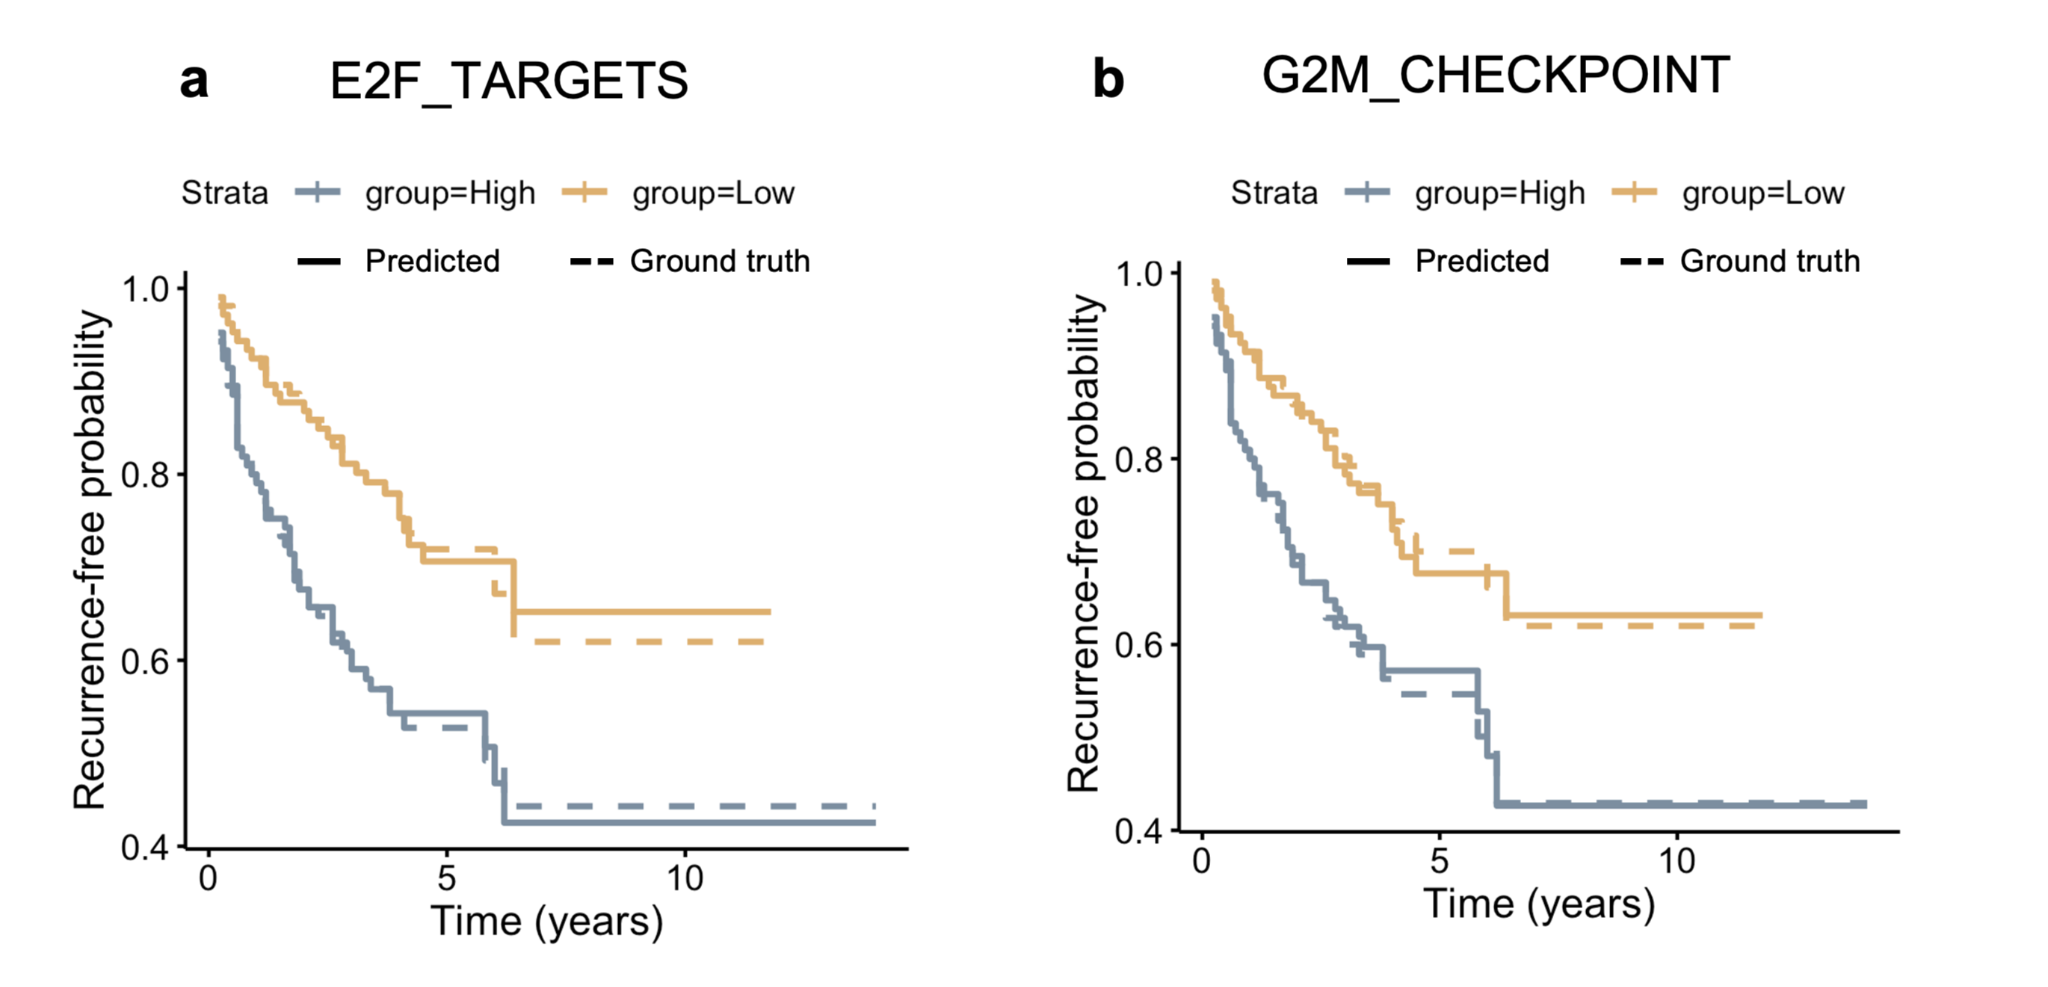 a E2F_TARGETS
Strata group=High group=Low
Predicted Ground truth
Recurrence-free probability
1.0
0.8
0.6
0.4
0 5 10
Time (years)
b G2M_CHECKPOINT
Strata group=High group=Low
Predicted Ground truth
Recurrence-free probability
1.0
0.8
0.6
0.4
0 5 10
Time (years)